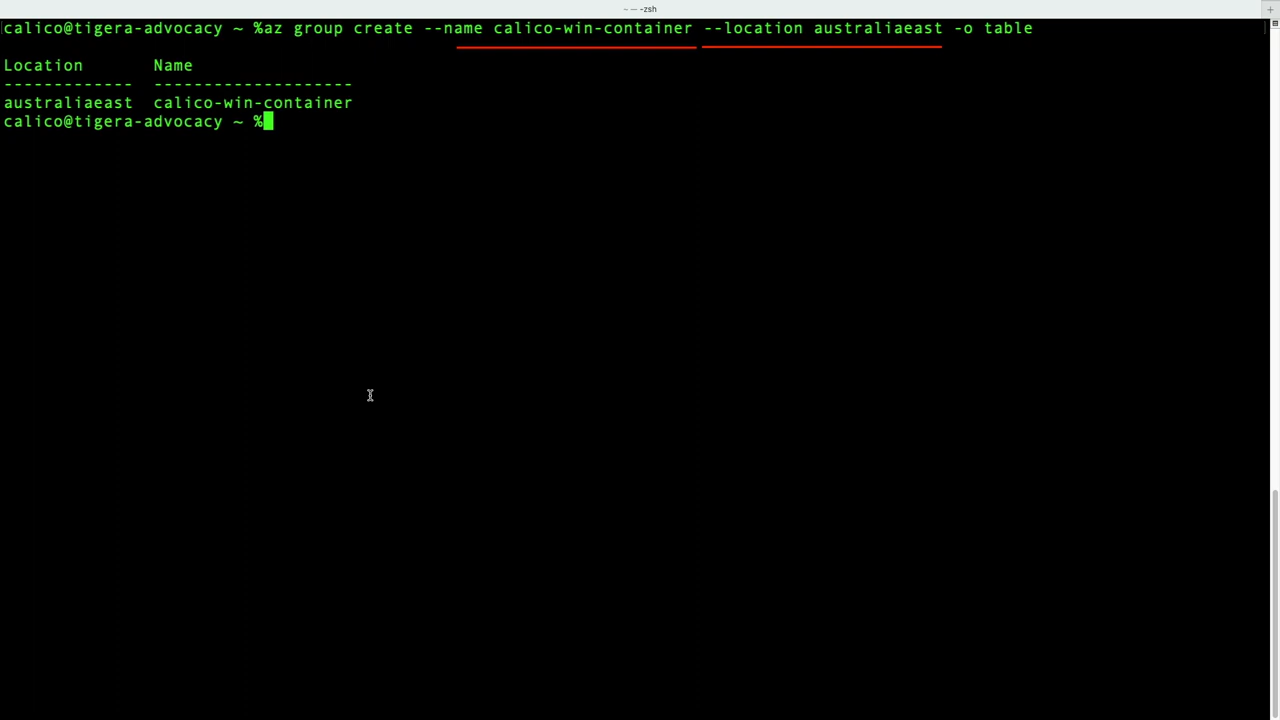 ~ — -zsh
calico@tigera-advocacy ~ %az group create --name calico-win-container --location australiaeast -o table
Location       Name
-------------  --------------------
australiaeast  calico-win-container
calico@tigera-advocacy ~ %